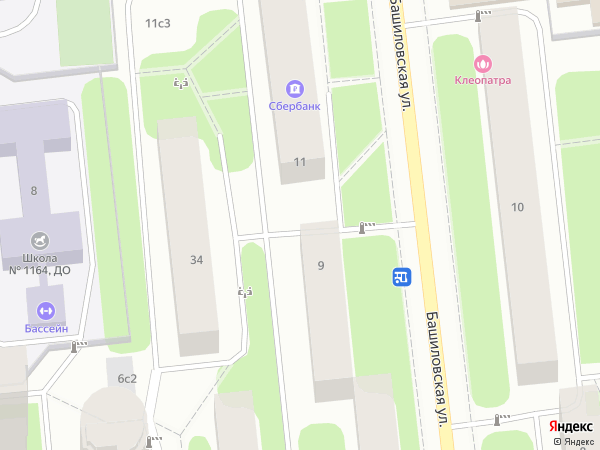 11с3
Башиловская ул.
Клеопатра
Сбербанк
11
8
10
Школа
№ 1164, ДО
34
9
Бассейн
Башиловская ул.
6с2
Яндекс
© Яндекс